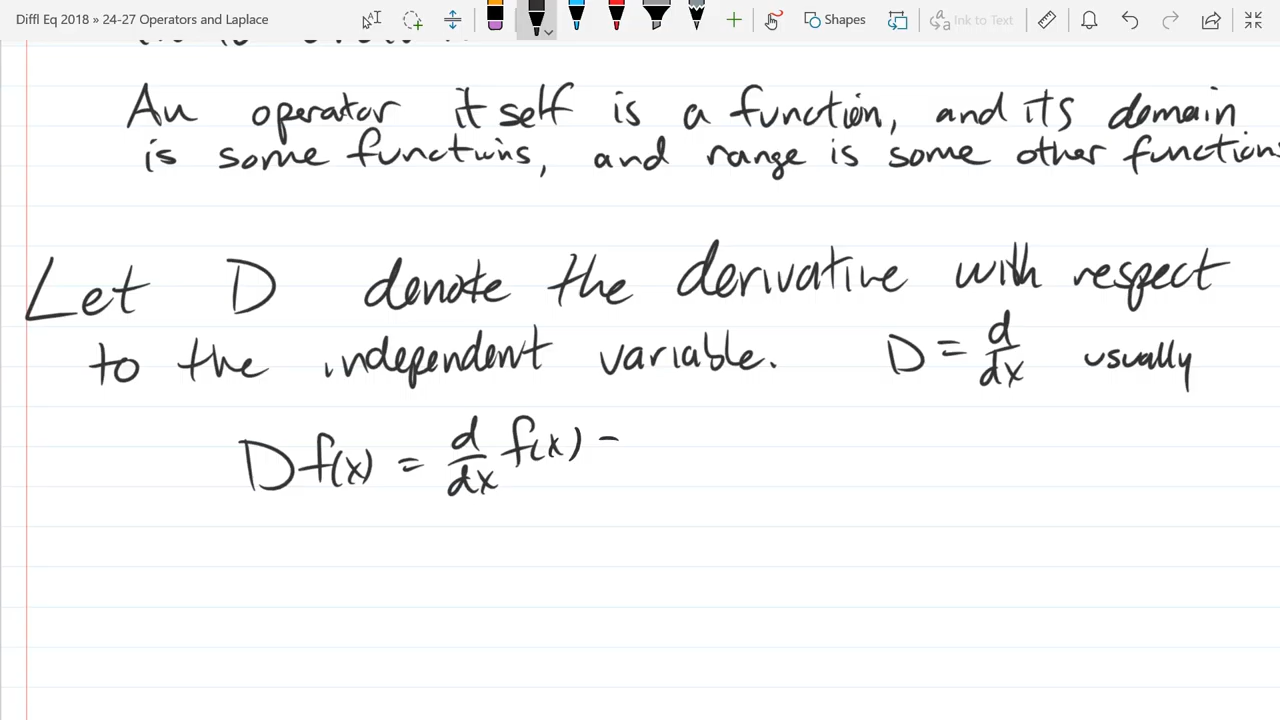 Diffl Eq 2018 » 24-27 Operators and Laplace
Shapes
Ink to Text
An operator itself is a function, and its domain
is some functions, and range is some other functions
Let D denote the derivative with respect
to the independent variable. D = d/dx usually
D f(x) = d/dx f(x) -